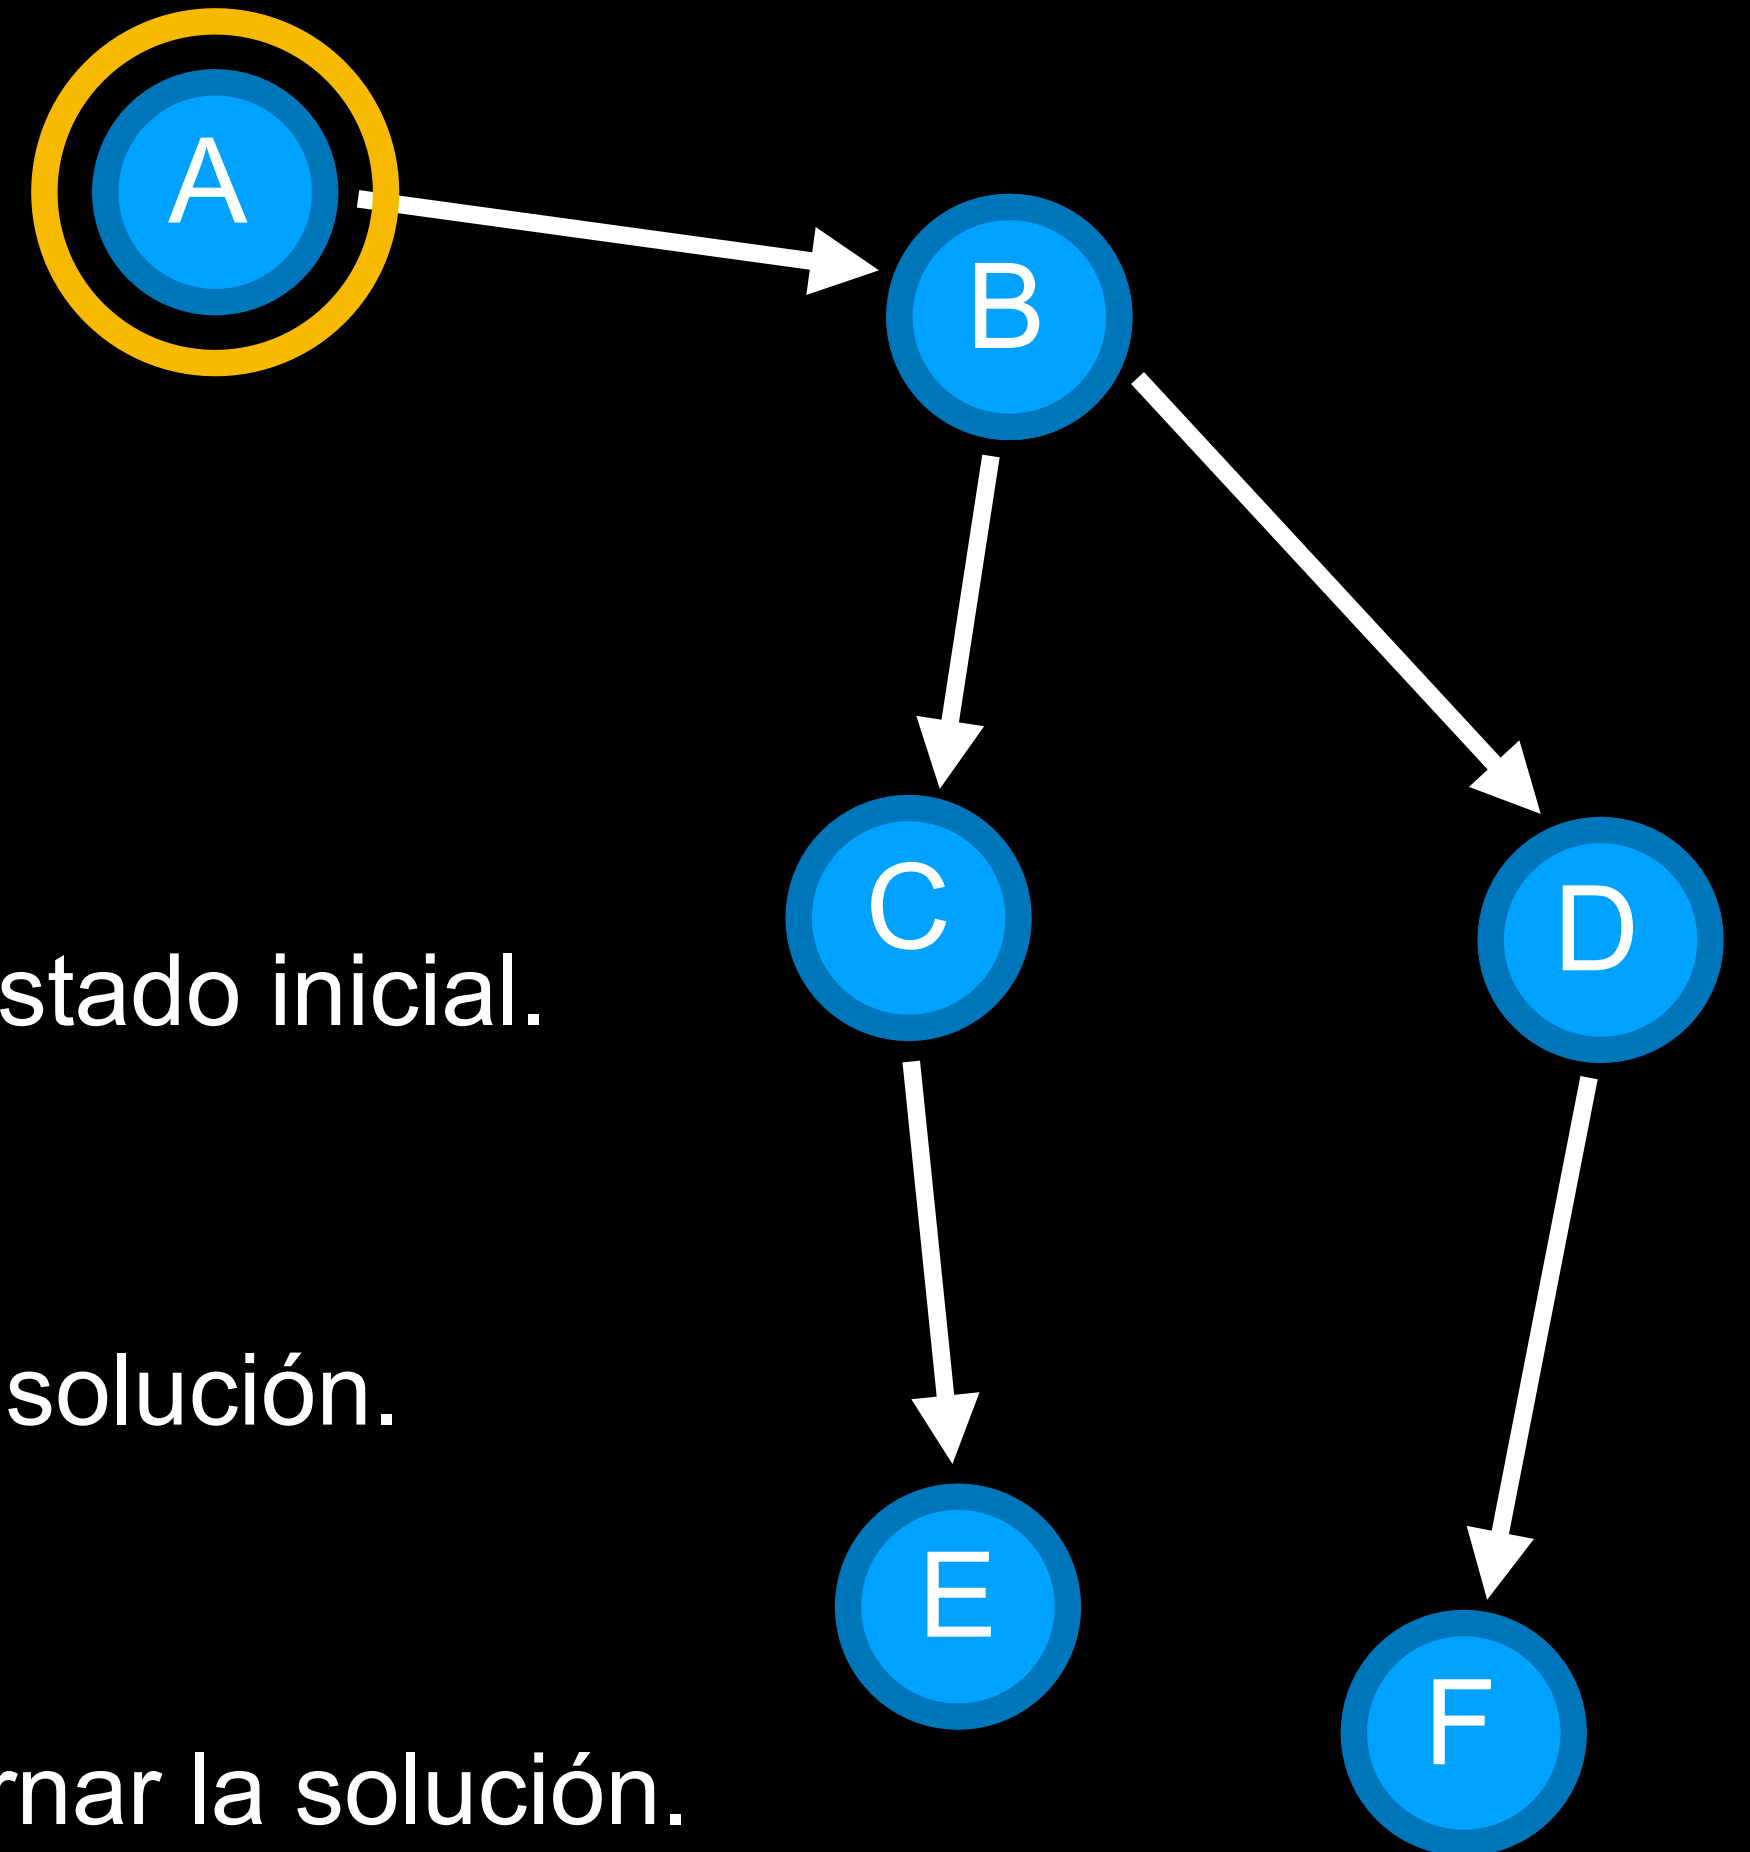 A
B
C
D
stado inicial.
solución.
E
F
rnar la solución.